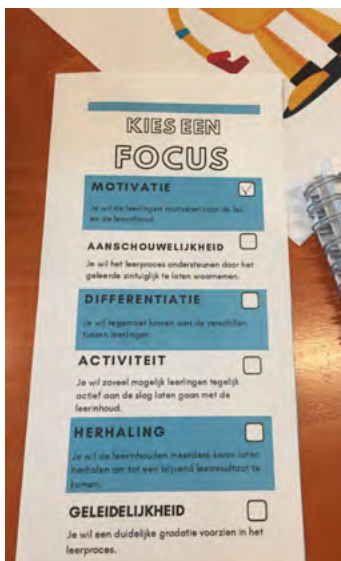 KIES EEN
FOCUS
MOTIVATIE
Je wil de leerlingen motiveren voor de les
en de leerinhoud.
AANSCHOUWELIJKHEID
Je wil het leerproces ondersteunen door het
geleerde zintuiglijk te laten waarnemen.
DIFFERENTIATIE
Je wil tegemoet komen aan de verschillen
tussen leerlingen.
ACTIVITEIT
Je wil zoveel mogelijk leerlingen tegelijk
actief aan de slag laten gaan met de
leerinhoud.
HERHALING
Je wil de leerinhouden meerdere keren laten
herhalen om tot een blijvend leerresultaat te
komen.
GELEIDELIJKHEID
Je wil een duidelijke gradatie voorzien in het
leerproces.